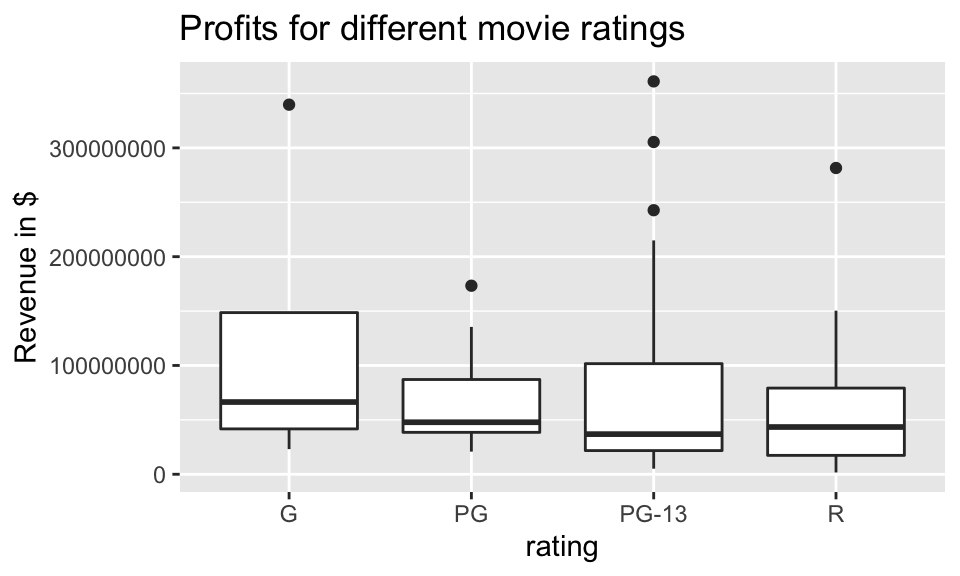 Profits for different movie ratings
Revenue in $
300000000
200000000
100000000
0
G PG PG-13 R
rating